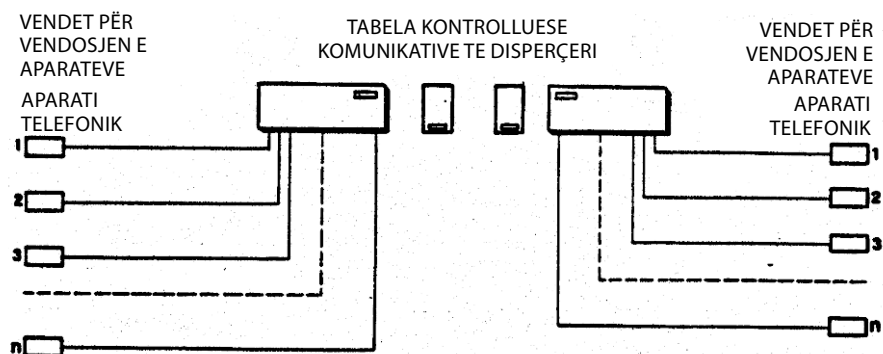 VENDET PËR
VENDOSJEN E
APARATEVE
APARATI
TELEFONIK
TABELA KONTROLLUESE
KOMUNIKATIVE TE DISPERÇERI
VENDET PËR
VENDOSJEN E
APARATEVE
APARATI
TELEFONIK
1
2
3
n
1
2
3
n